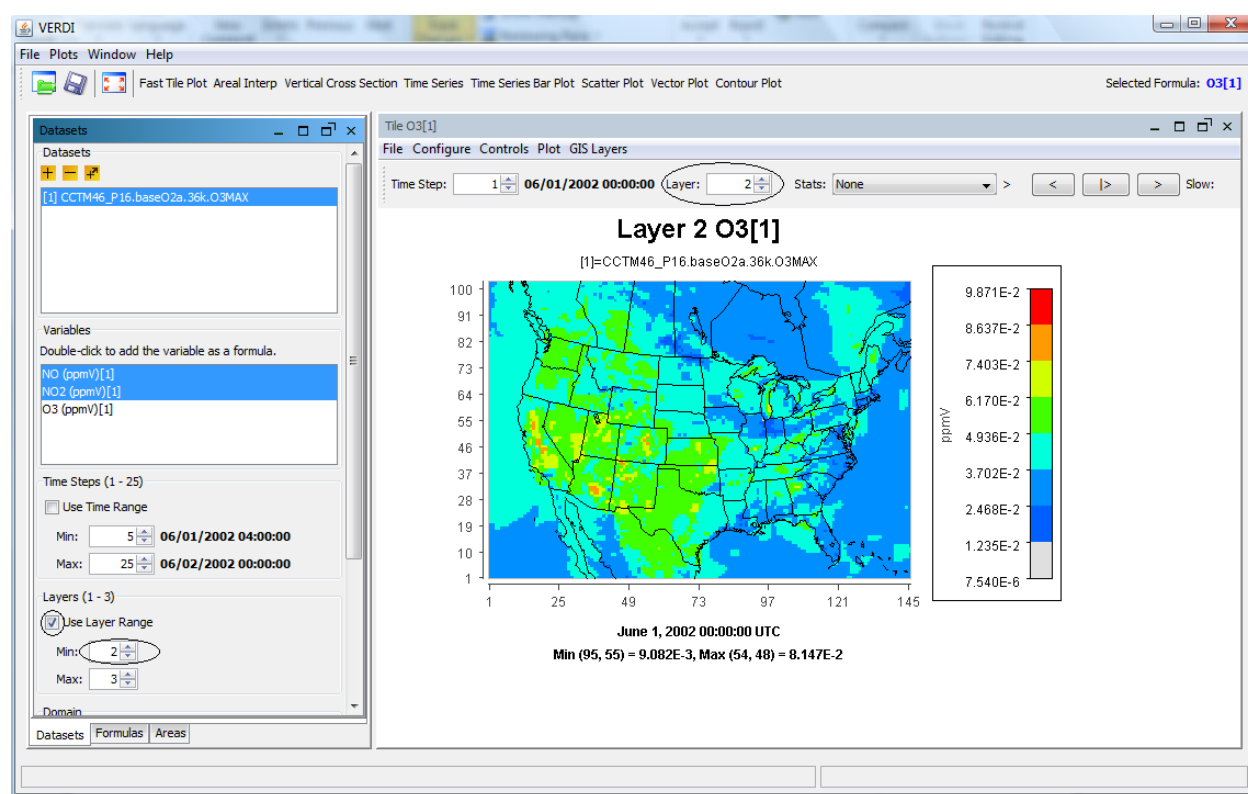 VERDI
File Plots Window Help
Fast Tile Plot Areal Interp Vertical Cross Section Time Series Time Series Bar Plot Scatter Plot Vector Plot Contour Plot
Selected Formula: O3[1]
Datasets
Datasets
[1] CCTM46_P16.baseO2a.36k.O3MAX
Variables
Double-click to add the variable as a formula.
NO (ppmV)[1]
NO2 (ppmV)[1]
O3 (ppmV)[1]
Time Steps (1 - 25)
Use Time Range
Min: 5 06/01/2002 04:00:00
Max: 25 06/02/2002 00:00:00
Layers (1 - 3)
Use Layer Range
Min: 2
Max: 3
Domain
Datasets Formulas Areas
Tile O3[1]
File Configure Controls Plot GIS Layers
Time Step: 1 06/01/2002 00:00:00 Layer: 2 Stats: None > < |> > Slow:
Layer 2 O3[1]
[1]=CCTM46_P16.baseO2a.36k.O3MAX
100
91
82
73
64
55
46
37
28
19
10
1
1 25 49 73 97 121 145
9.871E-2
8.637E-2
7.403E-2
6.170E-2
4.936E-2
3.702E-2
2.468E-2
1.235E-2
7.540E-6
ppmV
June 1, 2002 00:00:00 UTC
Min (95, 55) = 9.082E-3, Max (54, 48) = 8.147E-2